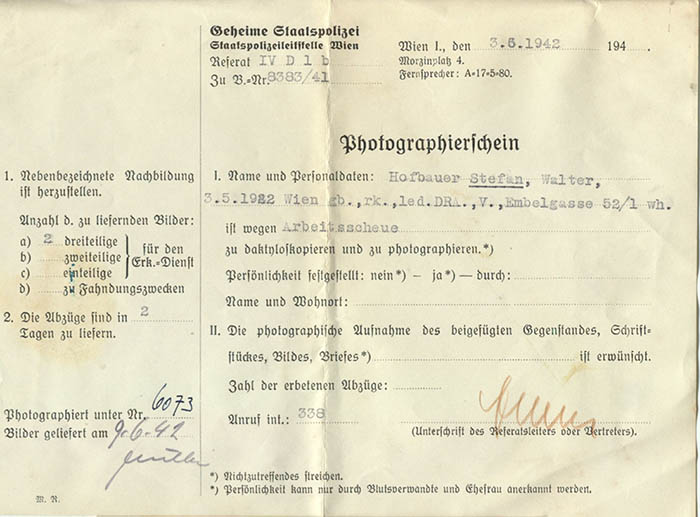 Geheime Staatspolizei
Staatspolizeileitstelle Wien
Referat IV D 1 b
Zu B.=Nr. 8383/41
Wien I., den 3.6.1942 194
Morzinplatz 4.
Fernsprecher: A=17=5=80.
Photographierschein
1. Nebenbezeichnete Nachbildung
ist herzustellen.
Anzahl d. zu liefernden Bilder:
a) 2 dreiteilige
b) zweiteilige
c) einteilige
für den
Erk.=Dienst
d) zu Fahndungszwecken
2. Die Abzüge sind in 2
Tagen zu liefern.
Photographiert unter Nr. 6073
Bilder geliefert am 9.6.42
M. R.
I. Name und Personaldaten: Hofbauer Stefan, Walter,
3.5.1922 Wien gb.,rk.,led.DRA.,V.,Embelgasse 52/1 wh.
ist wegen Arbeitsscheue
zu daktyloskopieren und zu photographieren.*)
Persönlichkeit festgestellt: nein*) – ja*) – durch:
Name und Wohnort:
II. Die photographische Aufnahme des beigefügten Gegenstandes, Schrift=
stückes, Bildes, Briefes*) ist erwünscht.
Zahl der erbetenen Abzüge:
Anruf int.: 338
(Unterschrift des Referatsleiters oder Vertreters).
*) Nichtzutreffendes streichen.
*) Persönlichkeit kann nur durch Blutsverwandte und Ehefrau anerkannt werden.